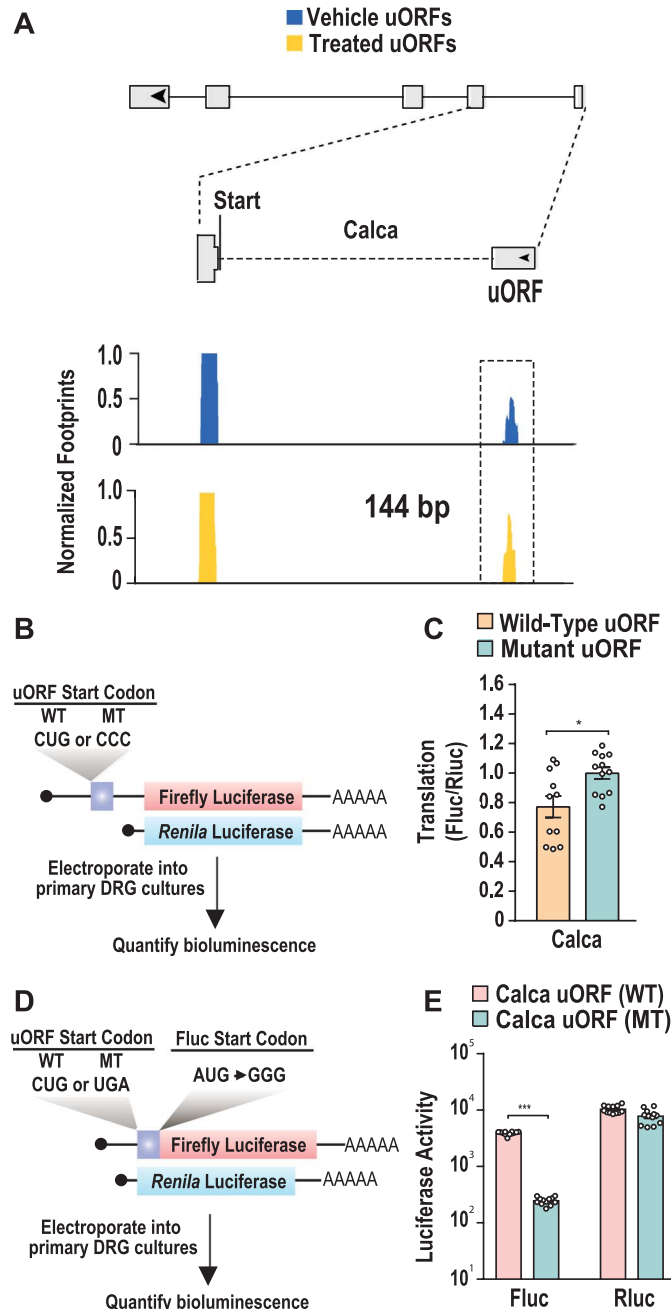 A
Vehicle uORFs
Treated uORFs
Start
Calca
uORF
Normalized Footprints
1.0
0.5
0
1.0
0.5
0
144 bp
B
uORF Start Codon
WT MT
CUG or CCC
Firefly Luciferase
AAAAA
Renila Luciferase
AAAAA
Electroporate into
primary DRG cultures
Quantify bioluminescence
C
Wild-Type uORF
Mutant uORF
Translation
(Fluc/Rluc)
1.6
1.4
1.2
1.0
0.8
0.6
0.4
0.2
0
*
Calca
D
uORF Start Codon
WT MT
CUG or UGA
Fluc Start Codon
AUG➤GGG
Firefly Luciferase
AAAAA
Renila Luciferase
AAAAA
Electroporate into
primary DRG cultures
Quantify bioluminescence
E
Calca uORF (WT)
Calca uORF (MT)
Luciferase Activity
10⁵
10⁴
10³
10²
10¹
***
Fluc Rluc